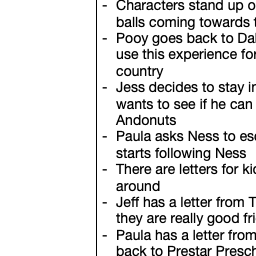 - Characters stand up o
balls coming towards t
- Pooy goes back to Dal
use this experience for
country
- Jess decides to stay in
wants to see if he can
Andonuts
- Paula asks Ness to es
starts following Ness
- There are letters for ki
around
- Jeff has a letter from T
they are really good fri
- Paula has a letter from
back to Prestar Presch